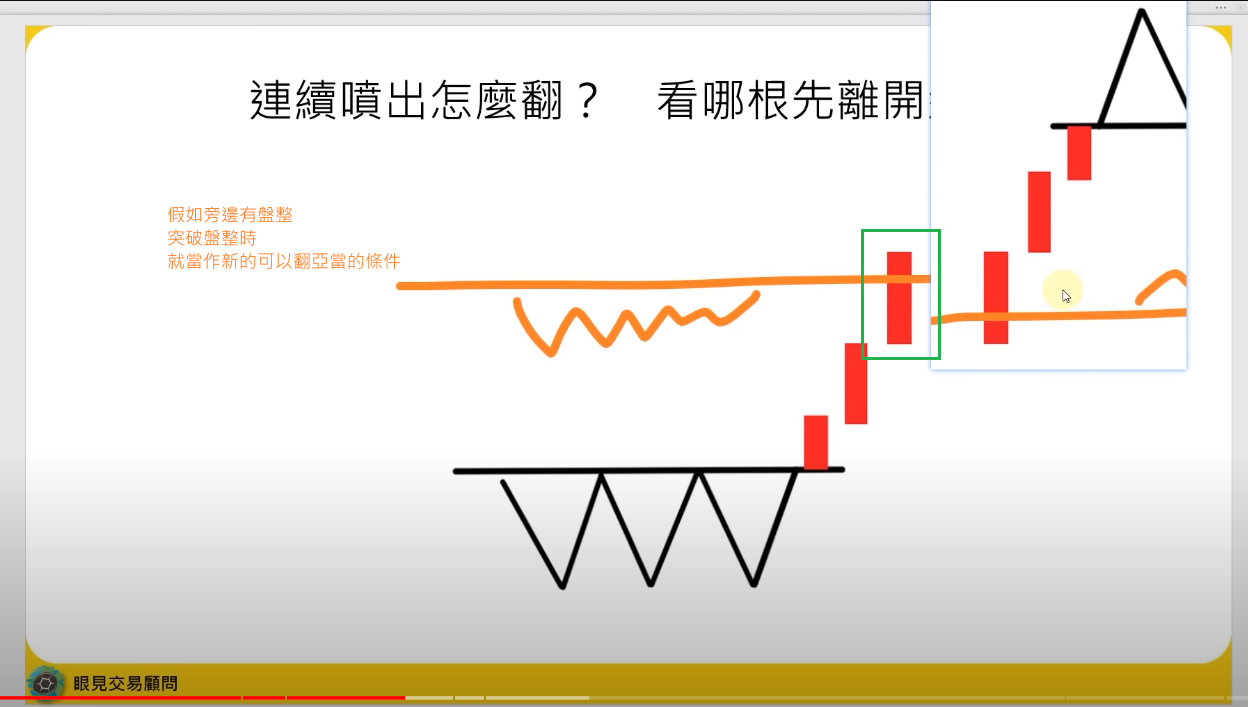 連續噴出怎麼翻？ 看哪根先離開
假如旁邊有盤整
突破盤整時
就當作新的可以翻亞當的條件
眼見交易顧問